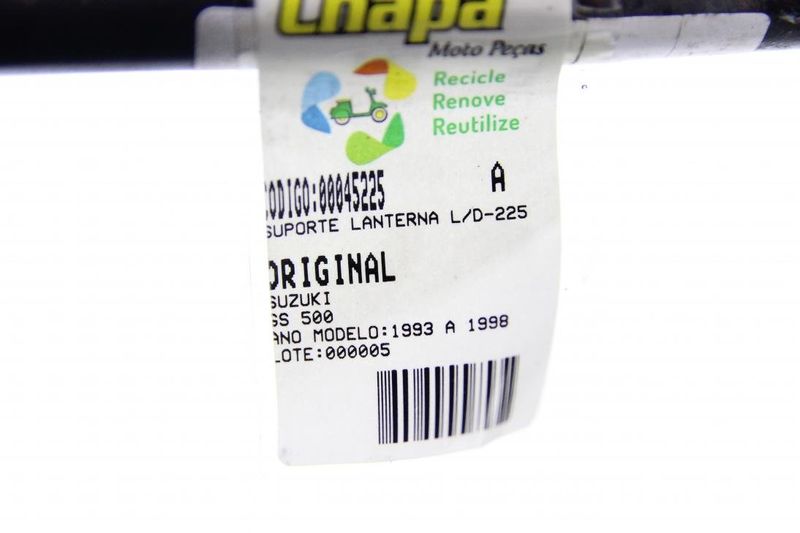 Chapa
Moto Peças
Recicle
Renove
Reutilize
CODIGO:00045225 A
SUPORTE LANTERNA L/D-225
ORIGINAL
SUZUKI
GS 500
ANO MODELO:1993 A 1998
LOTE:000005